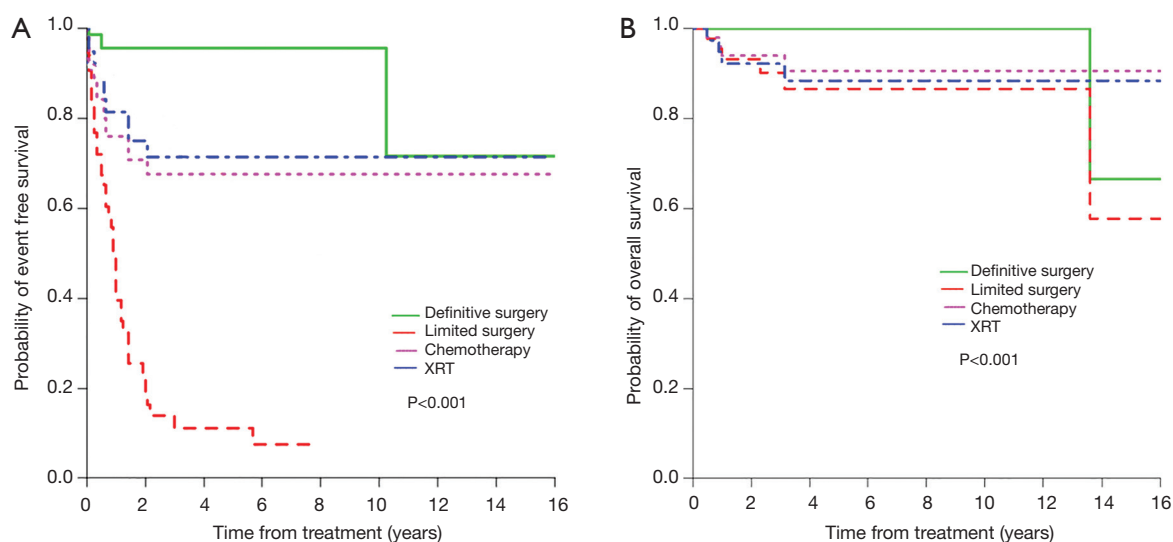 A
Probability of event free survival
1.0
0.8
0.6
0.4
0.2
0.0
Definitive surgery
Limited surgery
Chemotherapy
XRT
P<0.001
0 2 4 6 8 10 12 14 16
Time from treatment (years)
B
Probability of overall survival
1.0
0.8
0.6
0.4
0.2
0.0
Definitive surgery
Limited surgery
Chemotherapy
XRT
P<0.001
0 2 4 6 8 10 12 14 16
Time from treatment (years)